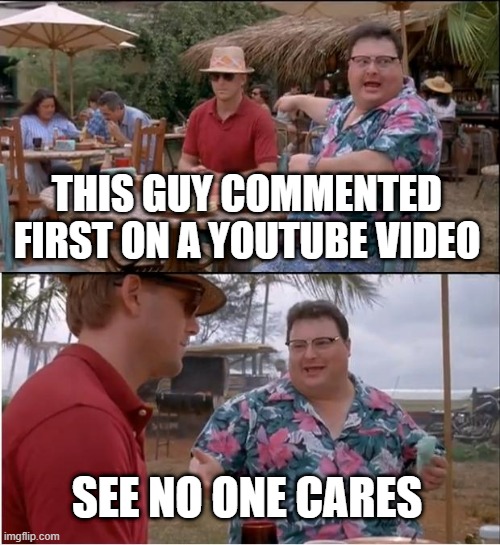 THIS GUY COMMENTED
FIRST ON A YOUTUBE VIDEO
SEE NO ONE CARES
imgflip.com